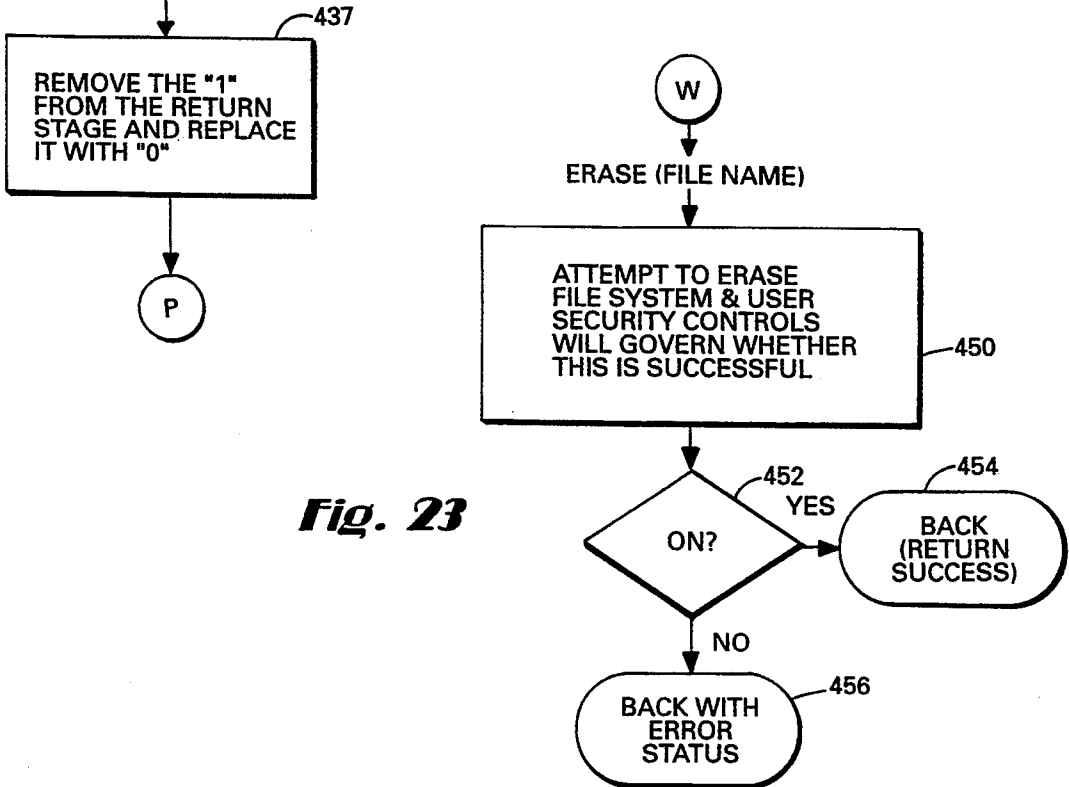 437
REMOVE THE "1"
FROM THE RETURN
STAGE AND REPLACE
IT WITH "0"
P
W
ERASE (FILE NAME)
ATTEMPT TO ERASE
FILE SYSTEM & USER
SECURITY CONTROLS
WILL GOVERN WHETHER
THIS IS SUCCESSFUL
450
452
ON?
YES
454
BACK
(RETURN
SUCCESS)
NO
456
BACK WITH
ERROR
STATUS
Fig. 23